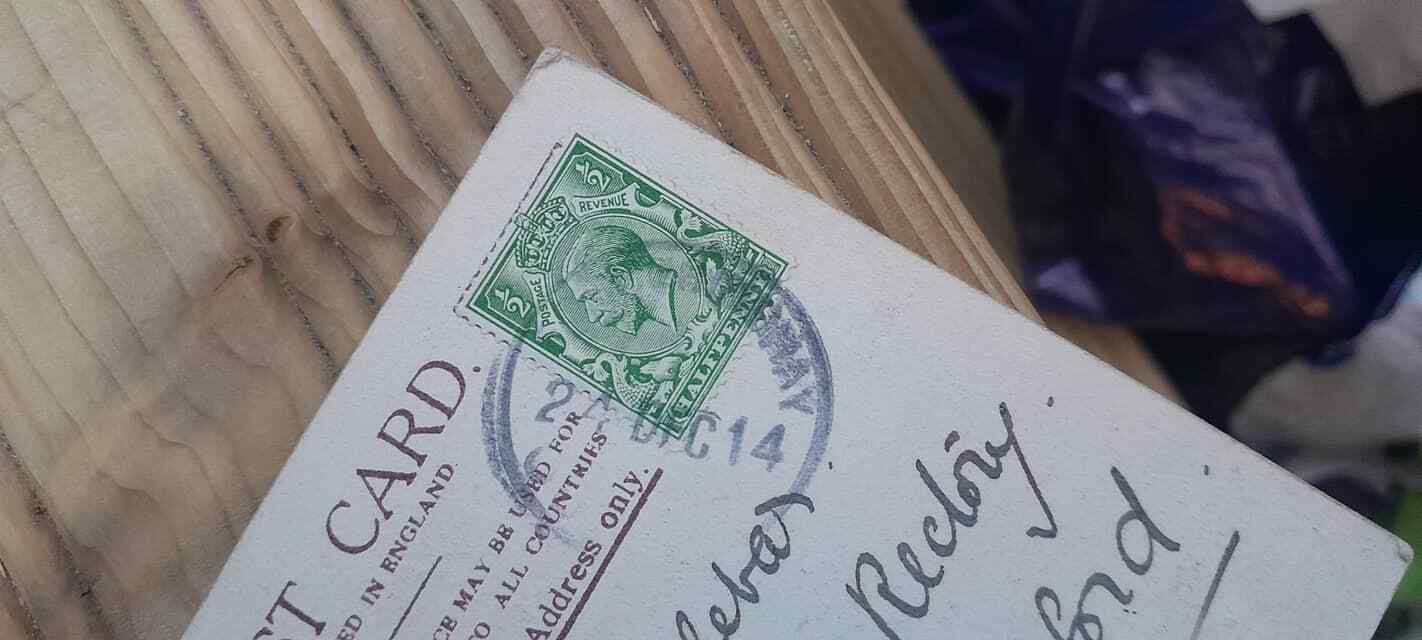 ½ REVENUE
POSTAGE
½ HALFPENNY
DEC 14
ST CARD.
ED IN ENGLAND
CE MAY BE USED FOR
TO ALL COUNTRIES
Address only.
Rectory.
ford.